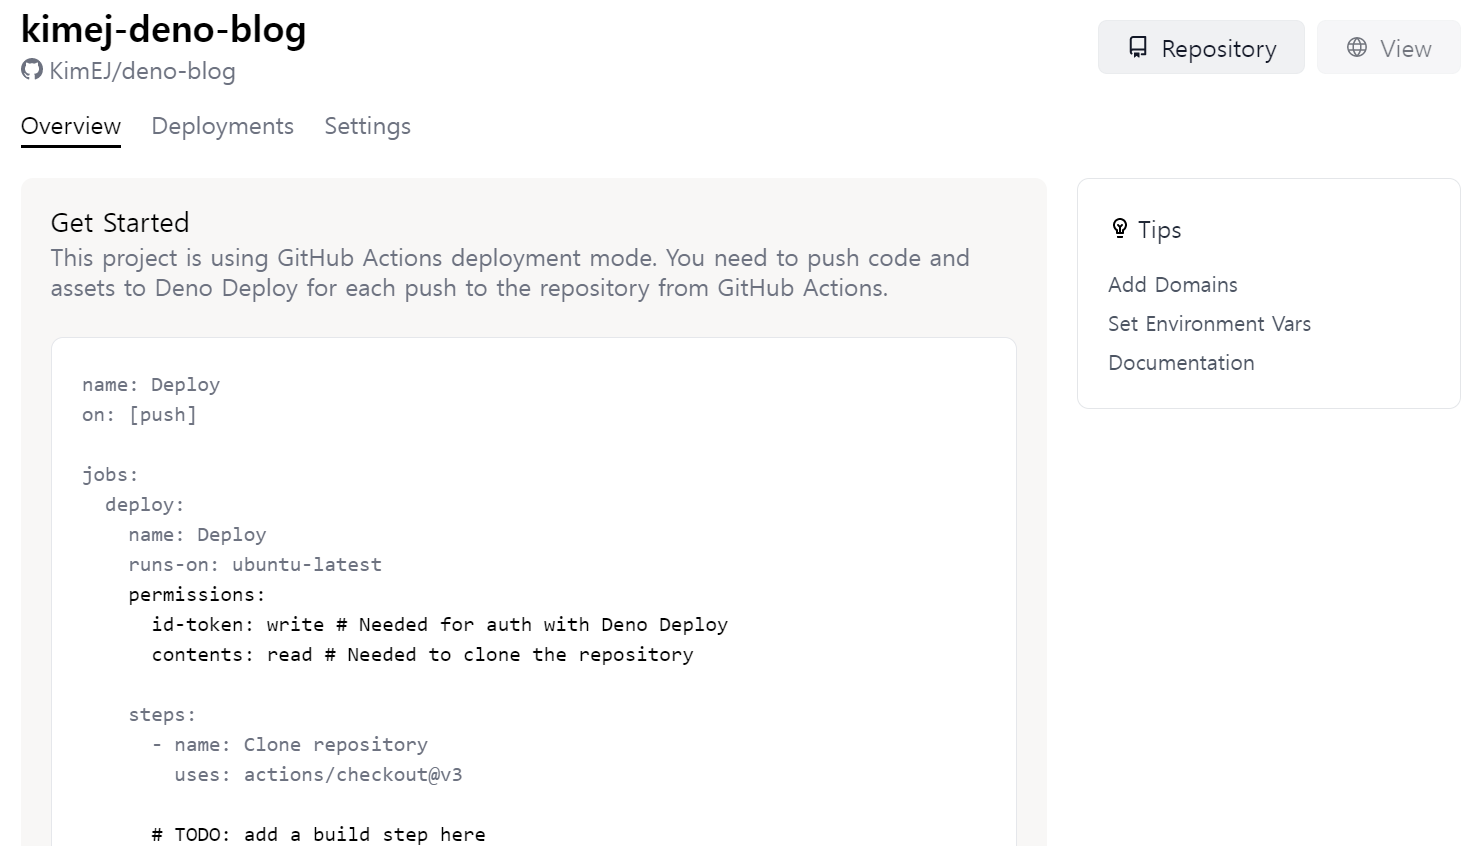 kimej-deno-blog
KimEJ/deno-blog
Repository
View
Overview
Deployments
Settings
Get Started
This project is using GitHub Actions deployment mode. You need to push code and
assets to Deno Deploy for each push to the repository from GitHub Actions.
name: Deploy
on: [push]
jobs:
  deploy:
    name: Deploy
    runs-on: ubuntu-latest
    permissions:
      id-token: write # Needed for auth with Deno Deploy
      contents: read # Needed to clone the repository
    steps:
      - name: Clone repository
        uses: actions/checkout@v3
      # TODO: add a build step here
Tips
Add Domains
Set Environment Vars
Documentation